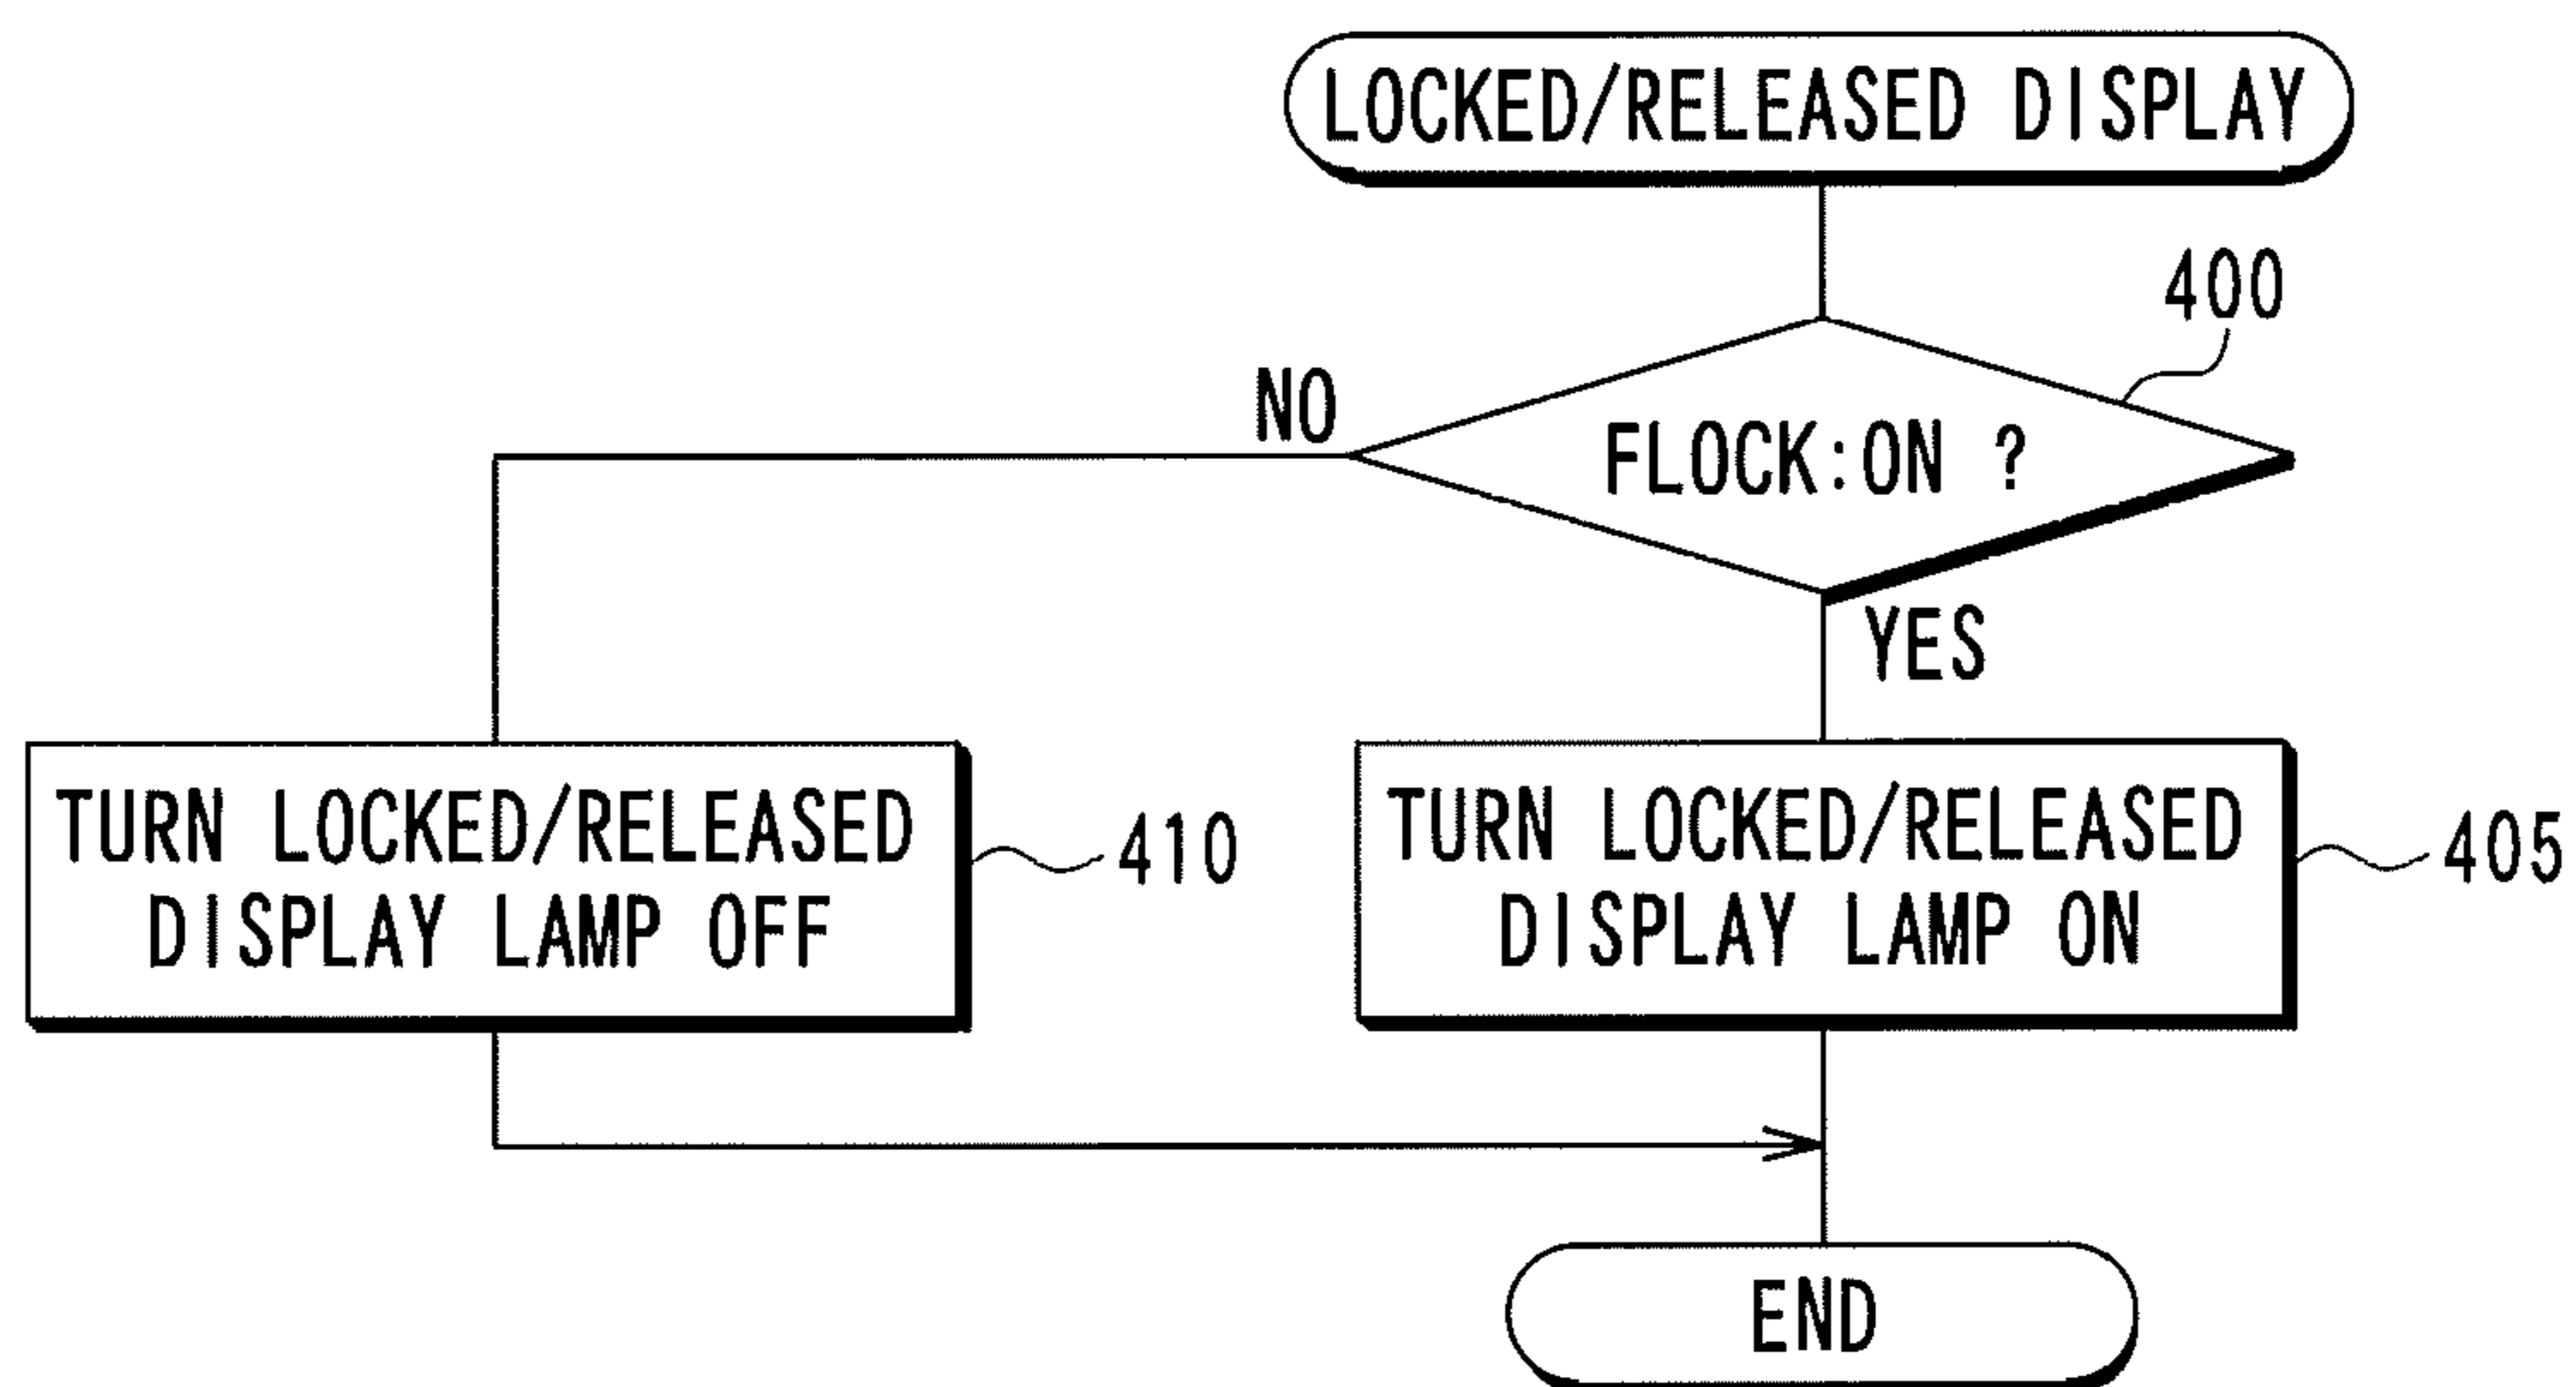 LOCKED/RELEASED DISPLAY
400
NO
FLOCK:ON ?
YES
TURN LOCKED/RELEASED
DISPLAY LAMP OFF
410
TURN LOCKED/RELEASED
DISPLAY LAMP ON
405
END